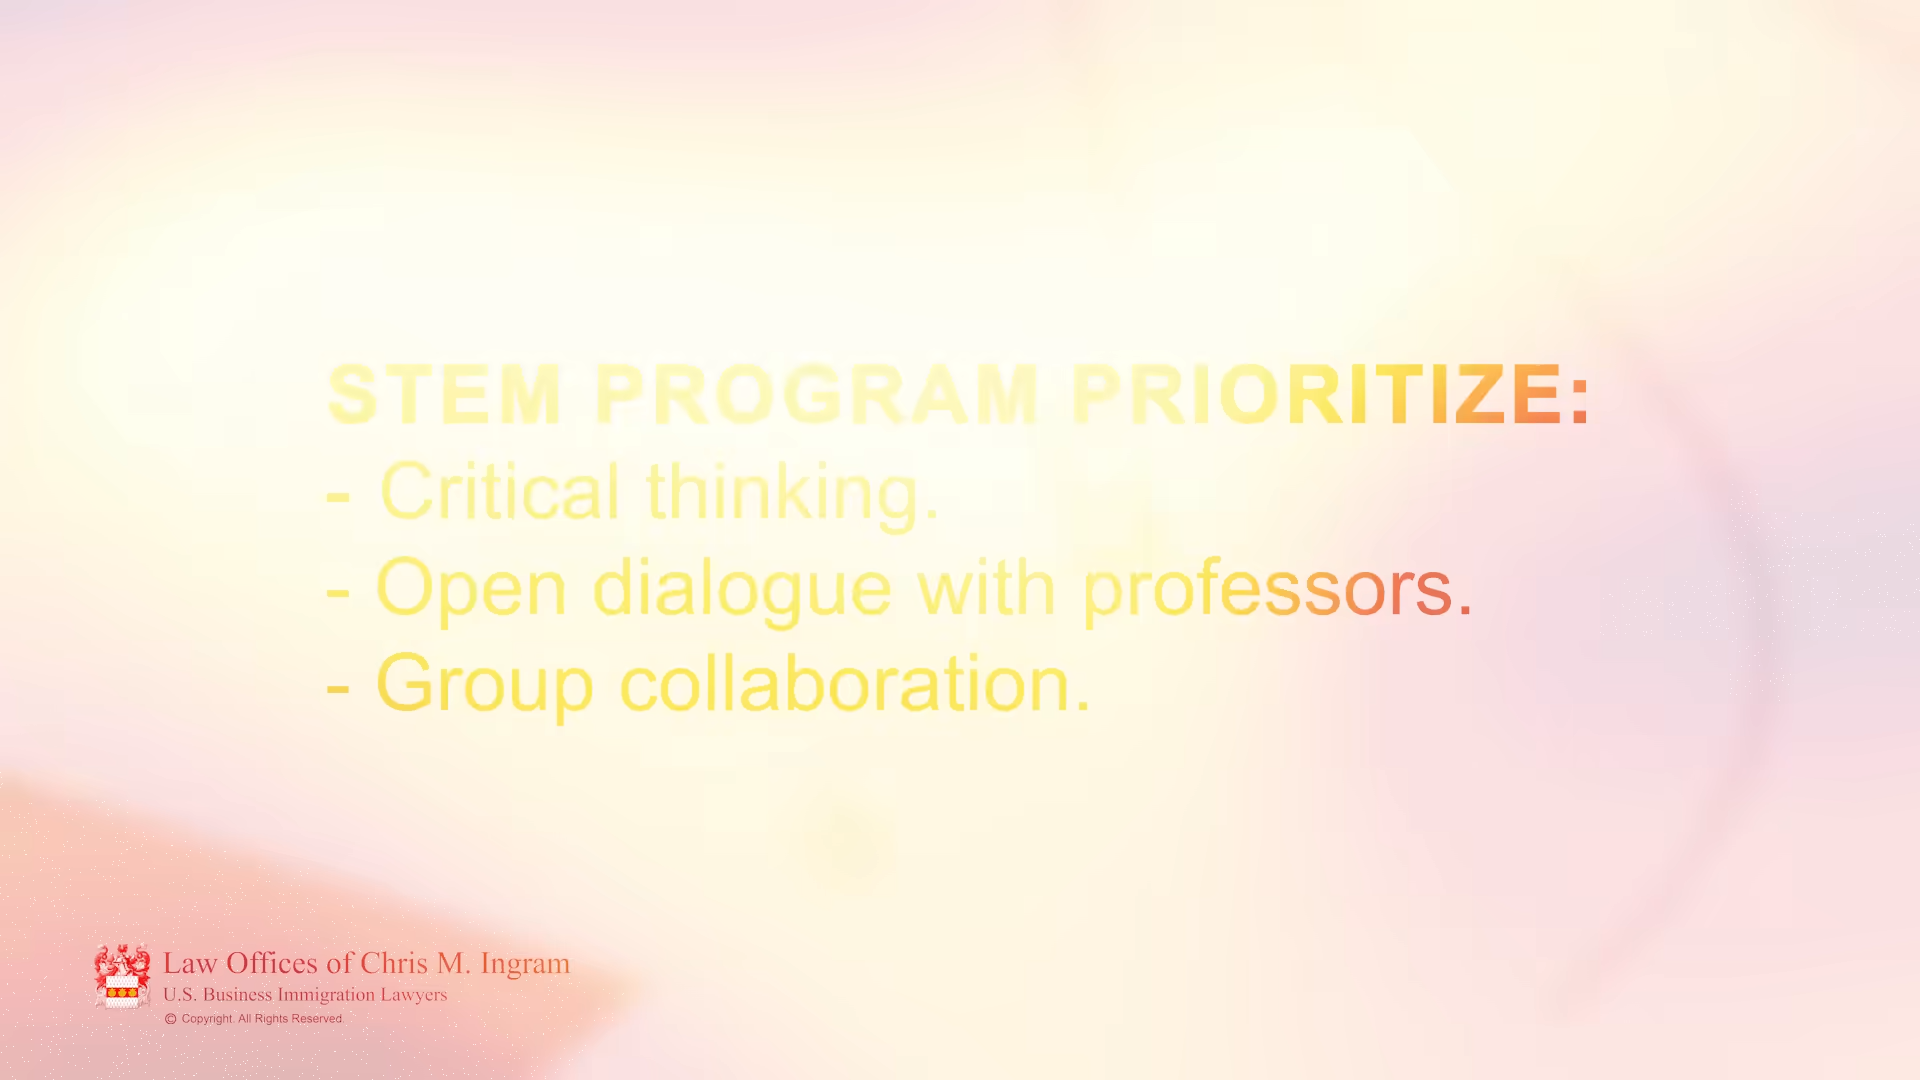 STEM PROGRAM PRIORITIZE:
- Critical thinking.
- Open dialogue with professors.
- Group collaboration.
Law Offices of Chris M. Ingram
U.S. Business Immigration Lawyers
© Copyright. All Rights Reserved.